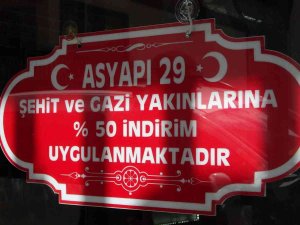 ASYAPI 29
ŞEHİT ve GAZİ YAKINLARINA
% 50 İNDİRİM
UYGULANMAKTADIR